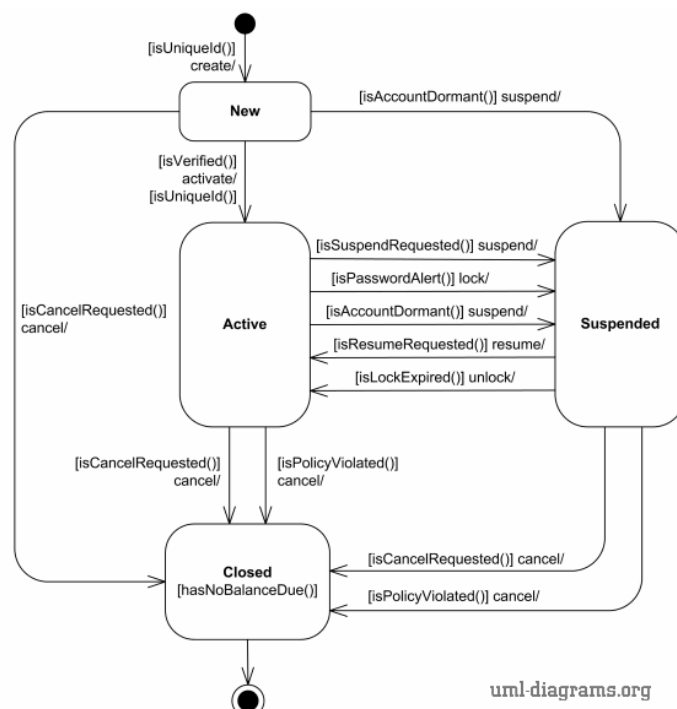 [isUniqueId()]
create/
New
[isAccountDormant()] suspend/
[isVerified()]
activate/
[isUniqueId()]
[isSuspendRequested()] suspend/
[isPasswordAlert()] lock/
[isCancelRequested()]
cancel/
Active
[isAccountDormant()] suspend/
Suspended
[isResumeRequested()] resume/
[isLockExpired()] unlock/
[isCancelRequested()]
cancel/
[isPolicyViolated()]
cancel/
Closed
[hasNoBalanceDue()]
[isCancelRequested()] cancel/
[isPolicyViolated()] cancel/
uml-diagrams.org